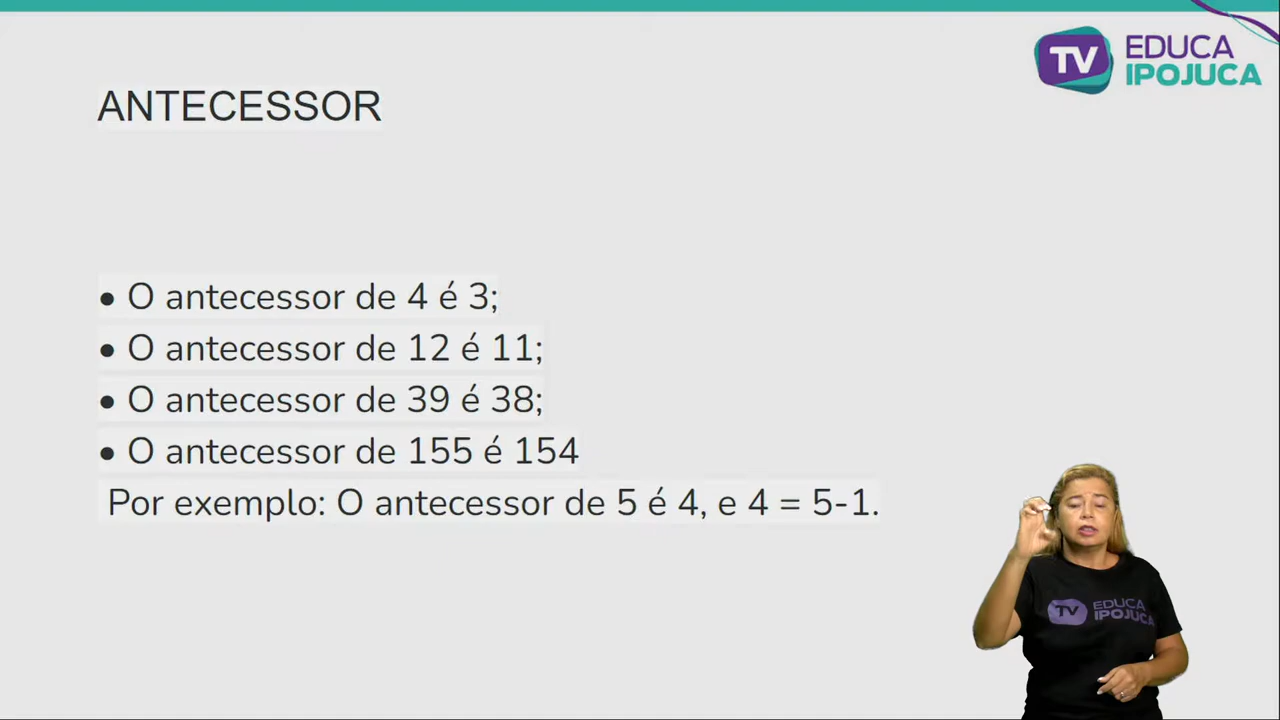 TV EDUCA
IPOJUCA
ANTECESSOR
• O antecessor de 4 é 3;
• O antecessor de 12 é 11;
• O antecessor de 39 é 38;
• O antecessor de 155 é 154
Por exemplo: O antecessor de 5 é 4, e 4 = 5-1.
TV EDUCA
IPOJUCA